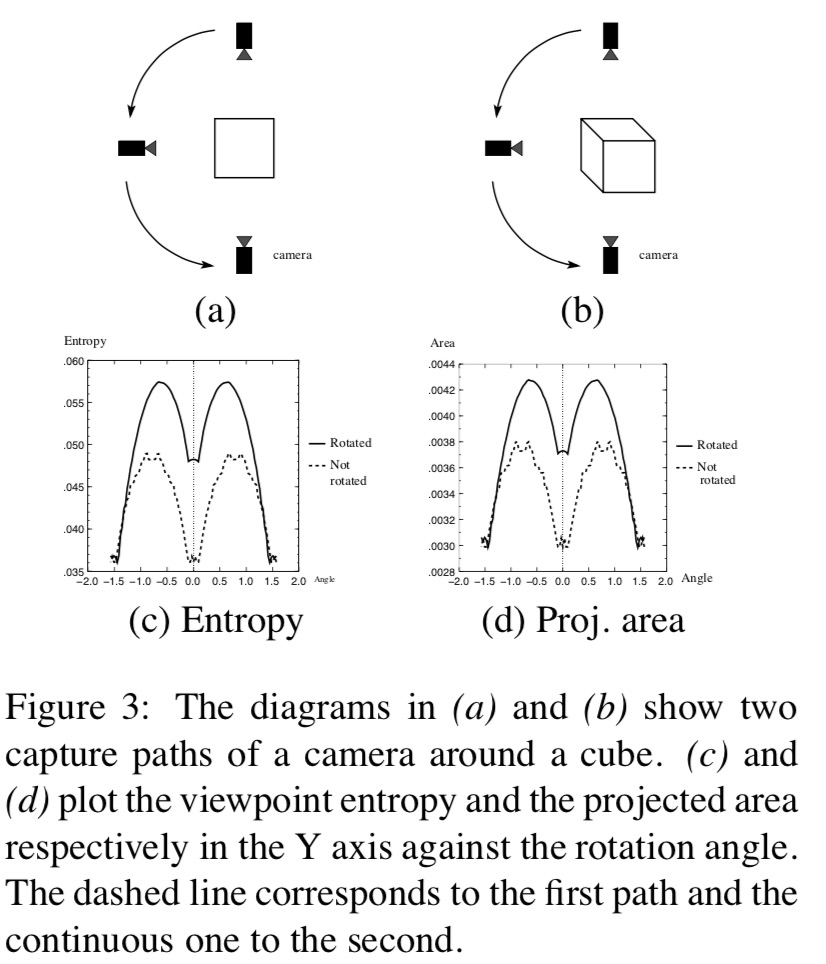 camera
camera
(a)
(b)
Entropy
.060
.055
.050
.045
.040
.035
−2.0 −1.5 −1.0 −0.5 0.0 0.5 1.0 1.5 2.0
Angle
Rotated
Not
rotated
Area
.0044
.0042
.0040
.0038
.0036
.0034
.0032
.0030
.0028
−2.0 −1.5 −1.0 −0.5 0.0 0.5 1.0 1.5 2.0
Angle
Rotated
Not
rotated
(c) Entropy
(d) Proj. area
Figure 3: The diagrams in (a) and (b) show two
capture paths of a camera around a cube. (c) and
(d) plot the viewpoint entropy and the projected area
respectively in the Y axis against the rotation angle.
The dashed line corresponds to the first path and the
continuous one to the second.